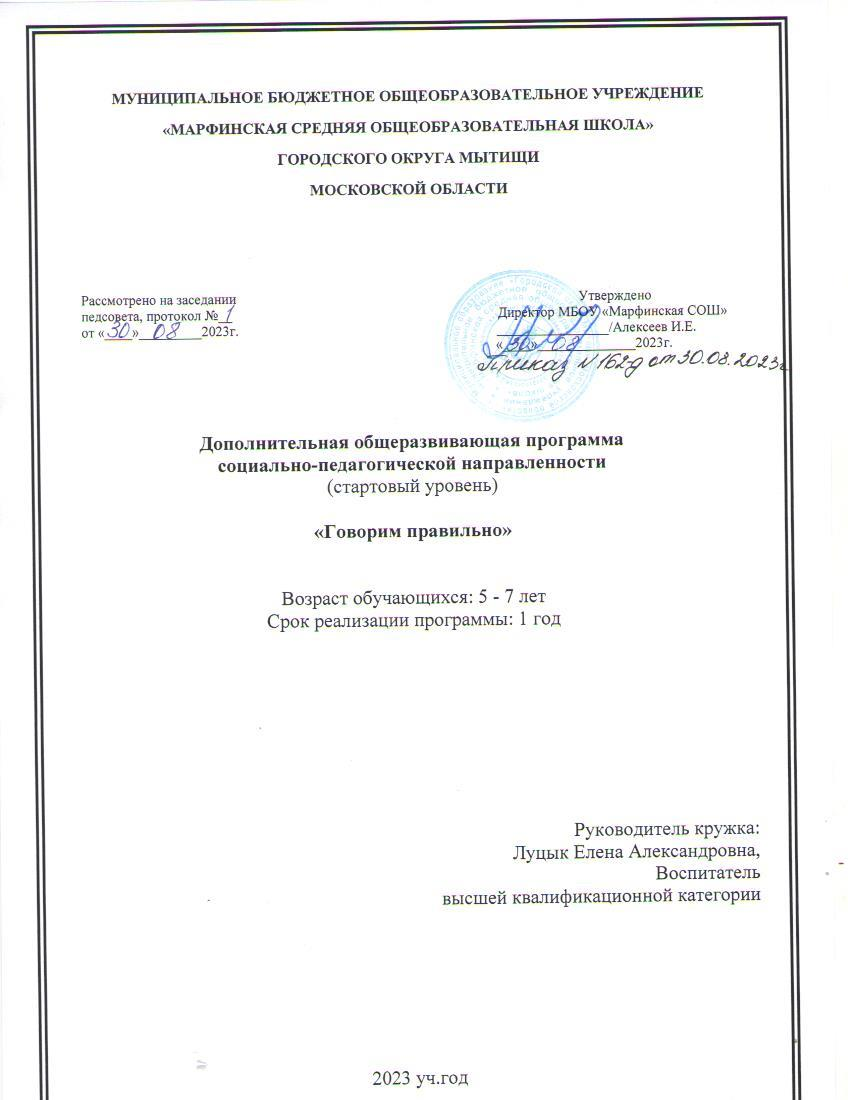 МУНИЦИПАЛЬНОЕ БЮДЖЕТНОЕ ОБЩЕОБРАЗОВАТЕЛЬНОЕ УЧРЕЖДЕНИЕ
«МАРФИНСКАЯ СРЕДНЯЯ ОБЩЕОБРАЗОВАТЕЛЬНАЯ ШКОЛА»
ГОРОДСКОГО ОКРУГА МЫТИЩИ
МОСКОВСКОЙ ОБЛАСТИ
Рассмотрено на заседании
педсовета, протокол №_1_
от «30» 08 2023г.
Утверждено
Директор МБОУ «Марфинская СОШ»
________________/Алексеев И.Е.
«30» 08 2023г.
Приказ N 162д от 30.08.2023г
Дополнительная общеразвивающая программа
социально-педагогической направленности
(стартовый уровень)
«Говорим правильно»
Возраст обучающихся: 5 - 7 лет
Срок реализации программы: 1 год
Руководитель кружка:
Луцык Елена Александровна,
Воспитатель
высшей квалификационной категории
2023 уч.год